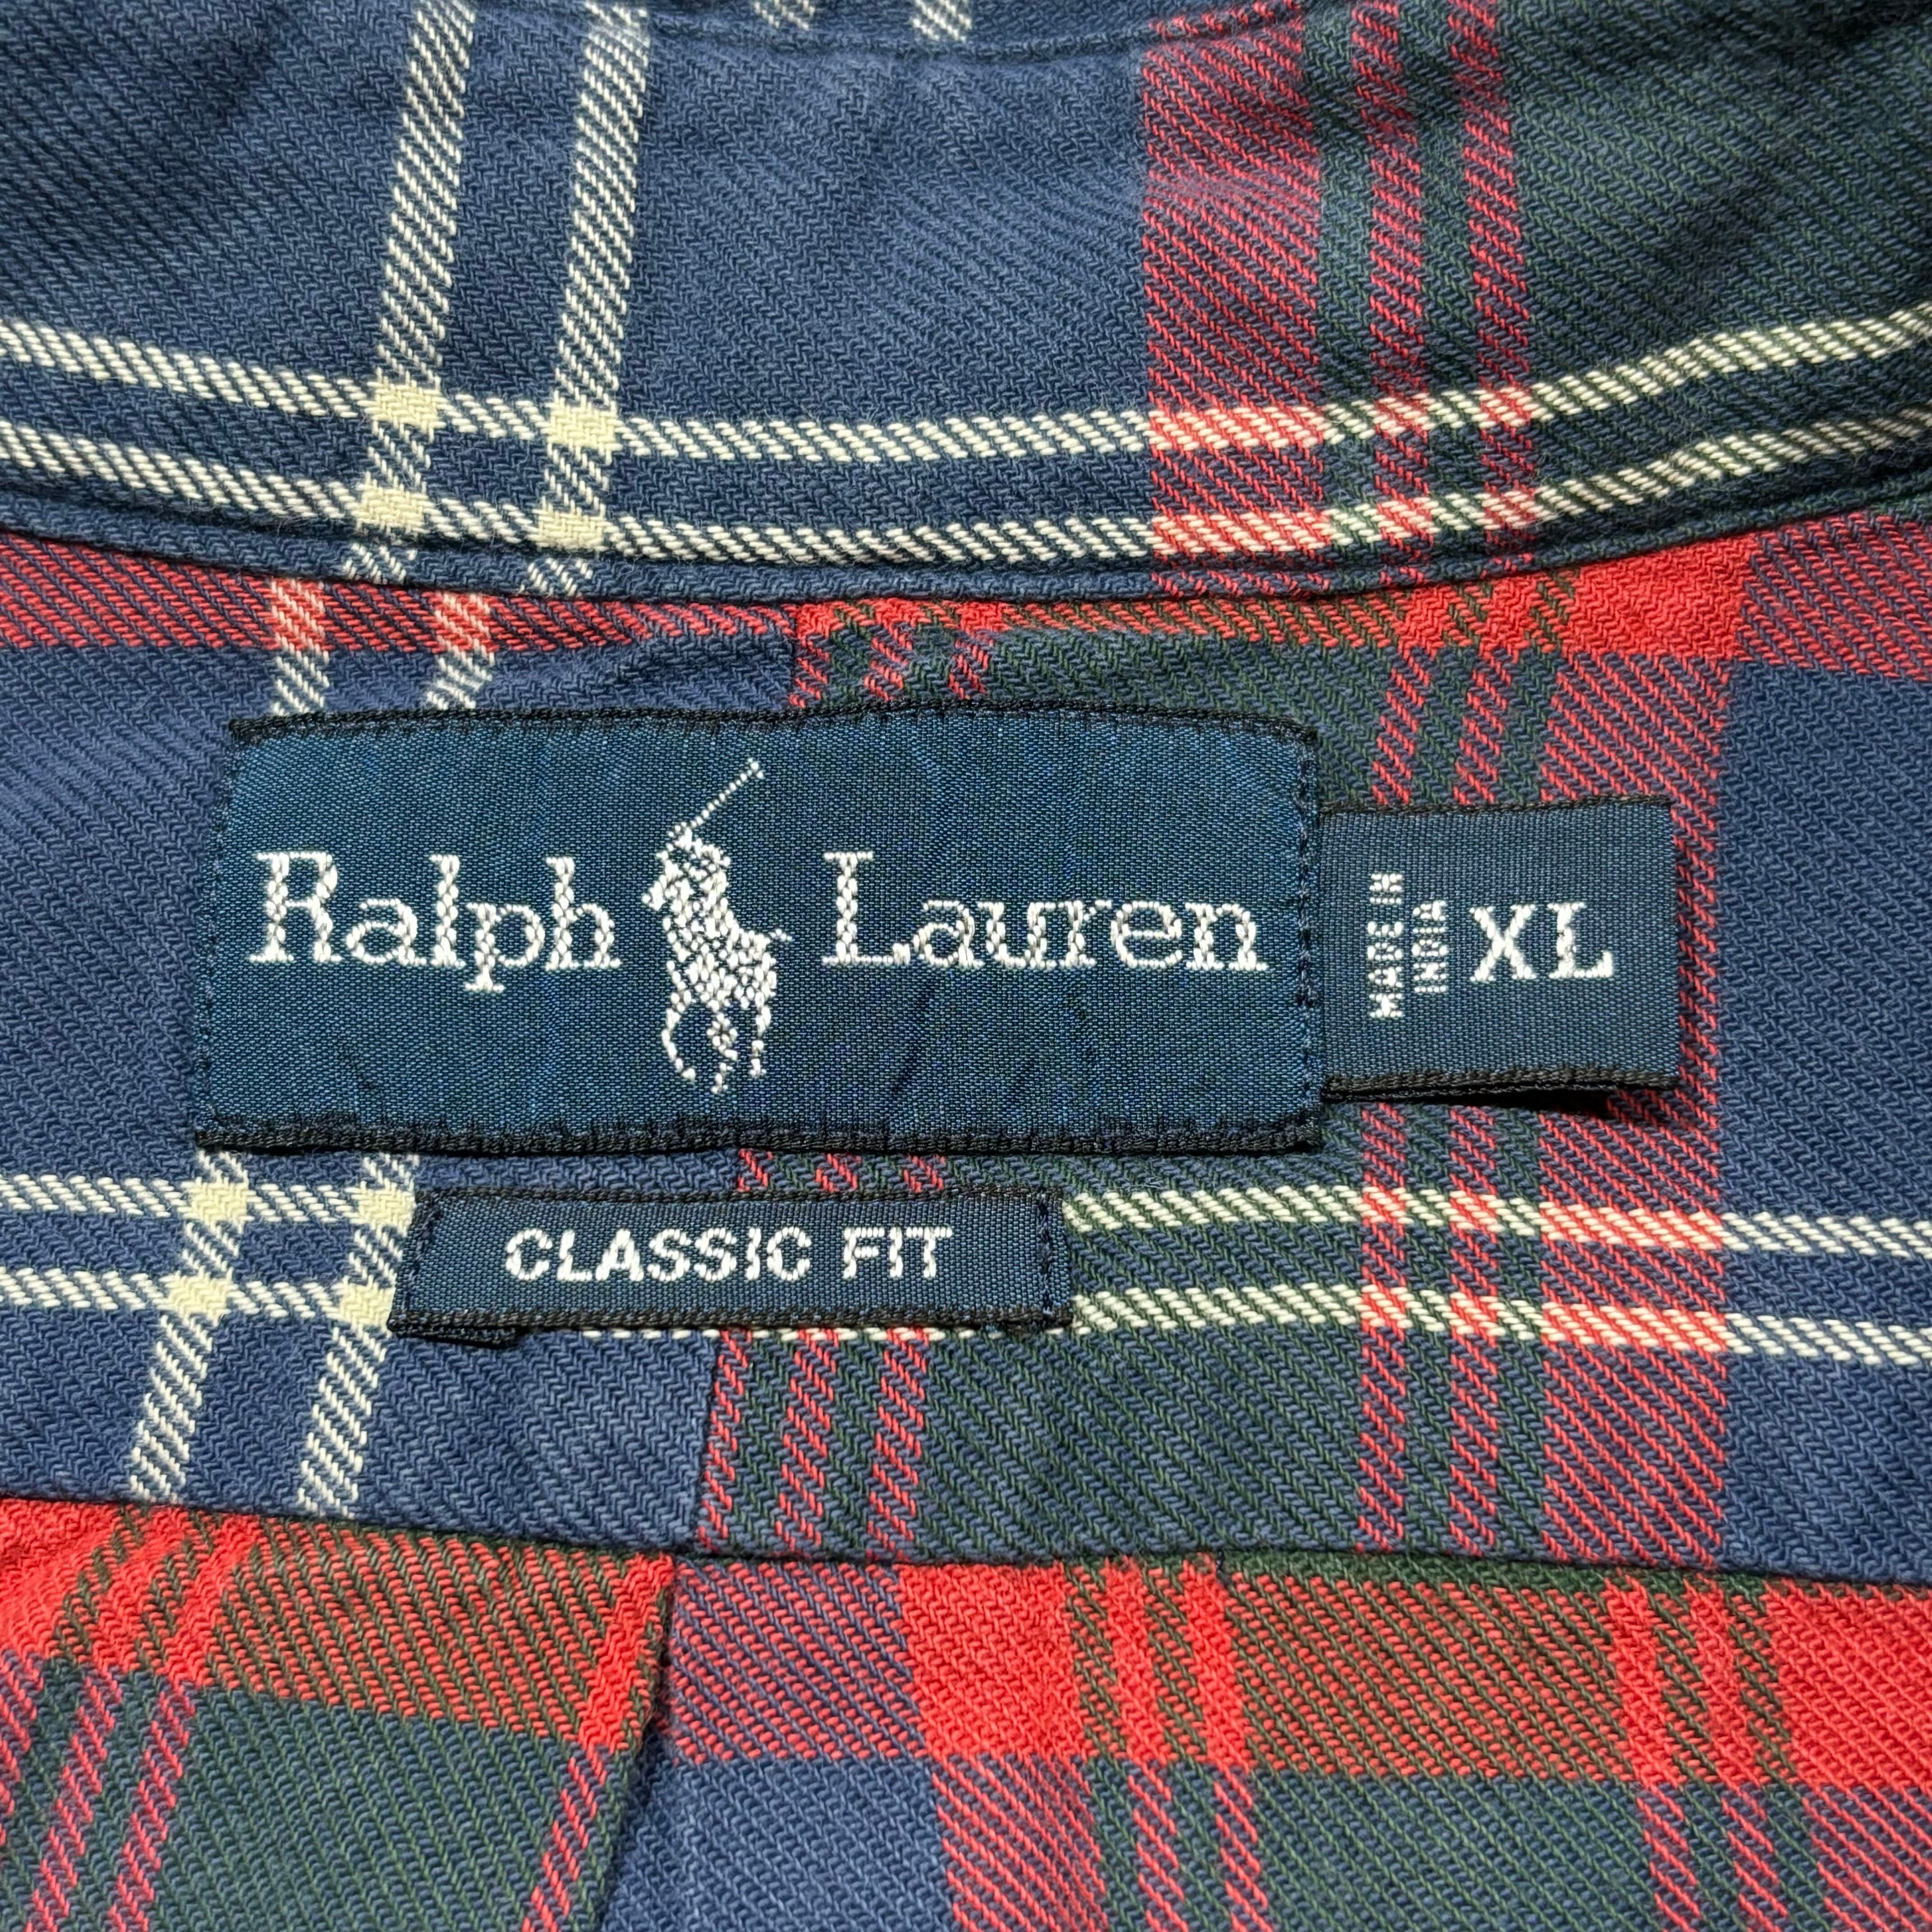 Ralph Lauren
MADE IN
INDIA
XL
CLASSIC FIT